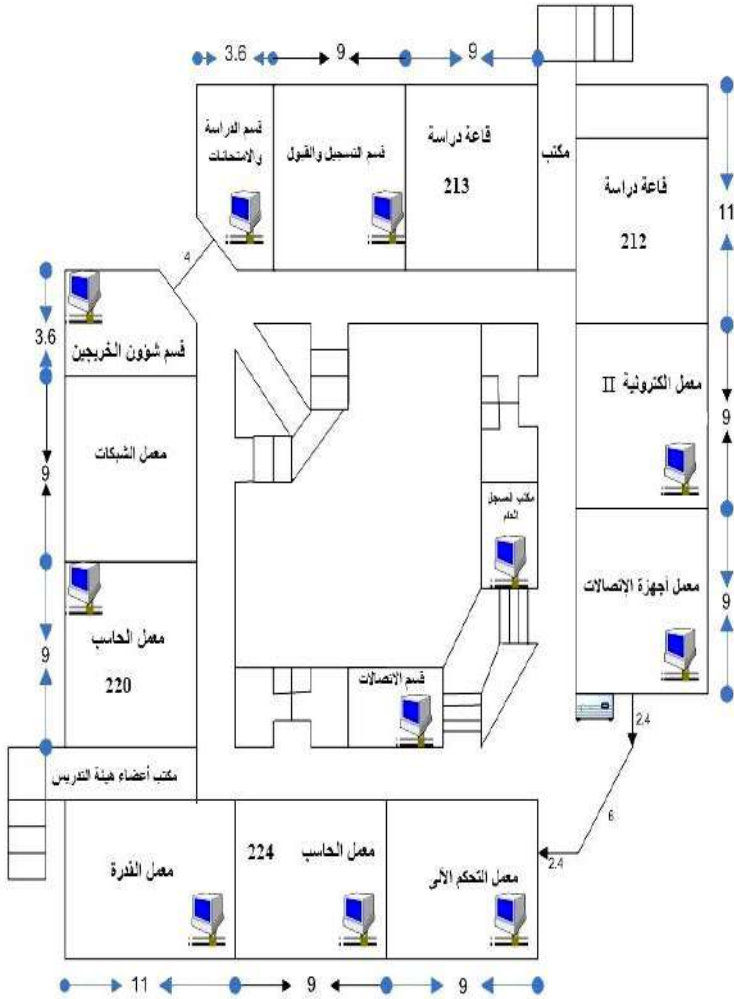 3.6
9
9
قسم الدراسة
والامتحانات
قسم التسجيل والقبول
قاعة دراسة
213
مكتب
قاعة دراسة
212
11
4
3.6
قسم شؤون الخريجين
معمل الكترونية II
9
معمل الشبكات
9
مكتب المسجل
العام
معمل أجهزة الإتصالات
9
معمل الحاسب
220
9
قسم الاتصالات
2.4
مكتب أعضاء هيئة التدريس
6
2.4
معمل القدرة
معمل الحاسب 224
معمل التحكم الآلى
11
9
9